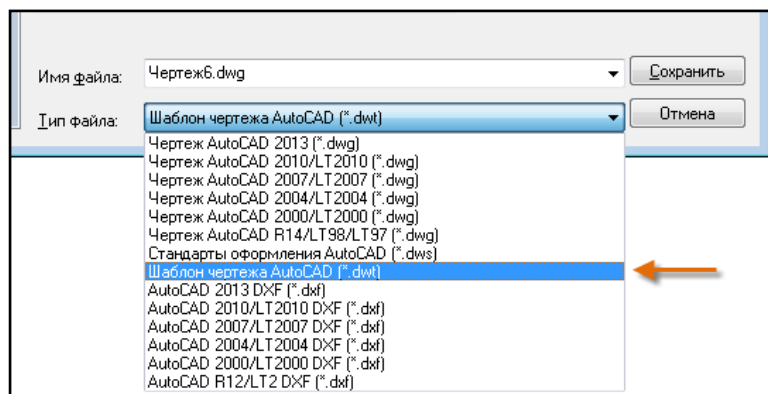 Имя файла: Чертеж6.dwg Сохранить
Тип файла: Шаблон чертежа AutoCAD (*.dwt) Отмена
Чертеж AutoCAD 2013 (*.dwg)
Чертеж AutoCAD 2010/LT2010 (*.dwg)
Чертеж AutoCAD 2007/LT2007 (*.dwg)
Чертеж AutoCAD 2004/LT2004 (*.dwg)
Чертеж AutoCAD 2000/LT2000 (*.dwg)
Чертеж AutoCAD R14/LT98/LT97 (*.dwg)
Стандарты оформления AutoCAD (*.dws)
Шаблон чертежа AutoCAD (*.dwt)
AutoCAD 2013 DXF (*.dxf)
AutoCAD 2010/LT2010 DXF (*.dxf)
AutoCAD 2007/LT2007 DXF (*.dxf)
AutoCAD 2004/LT2004 DXF (*.dxf)
AutoCAD 2000/LT2000 DXF (*.dxf)
AutoCAD R12/LT2 DXF (*.dxf)